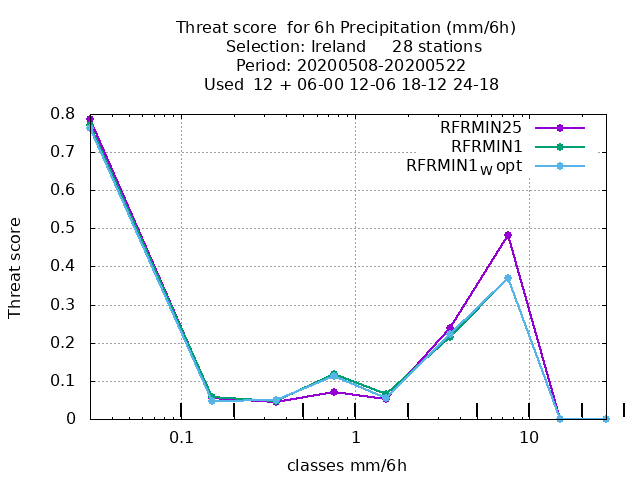 Threat score  for 6h Precipitation (mm/6h)
Selection: Ireland     28 stations
Period: 20200508-20200522
Used  12 + 06-00 12-06 18-12 24-18
RFRMIN25
RFRMIN1
RFRMIN1W opt
0.8
0.7
0.6
0.5
0.4
0.3
0.2
0.1
0
Threat score
0.1
1
10
classes mm/6h